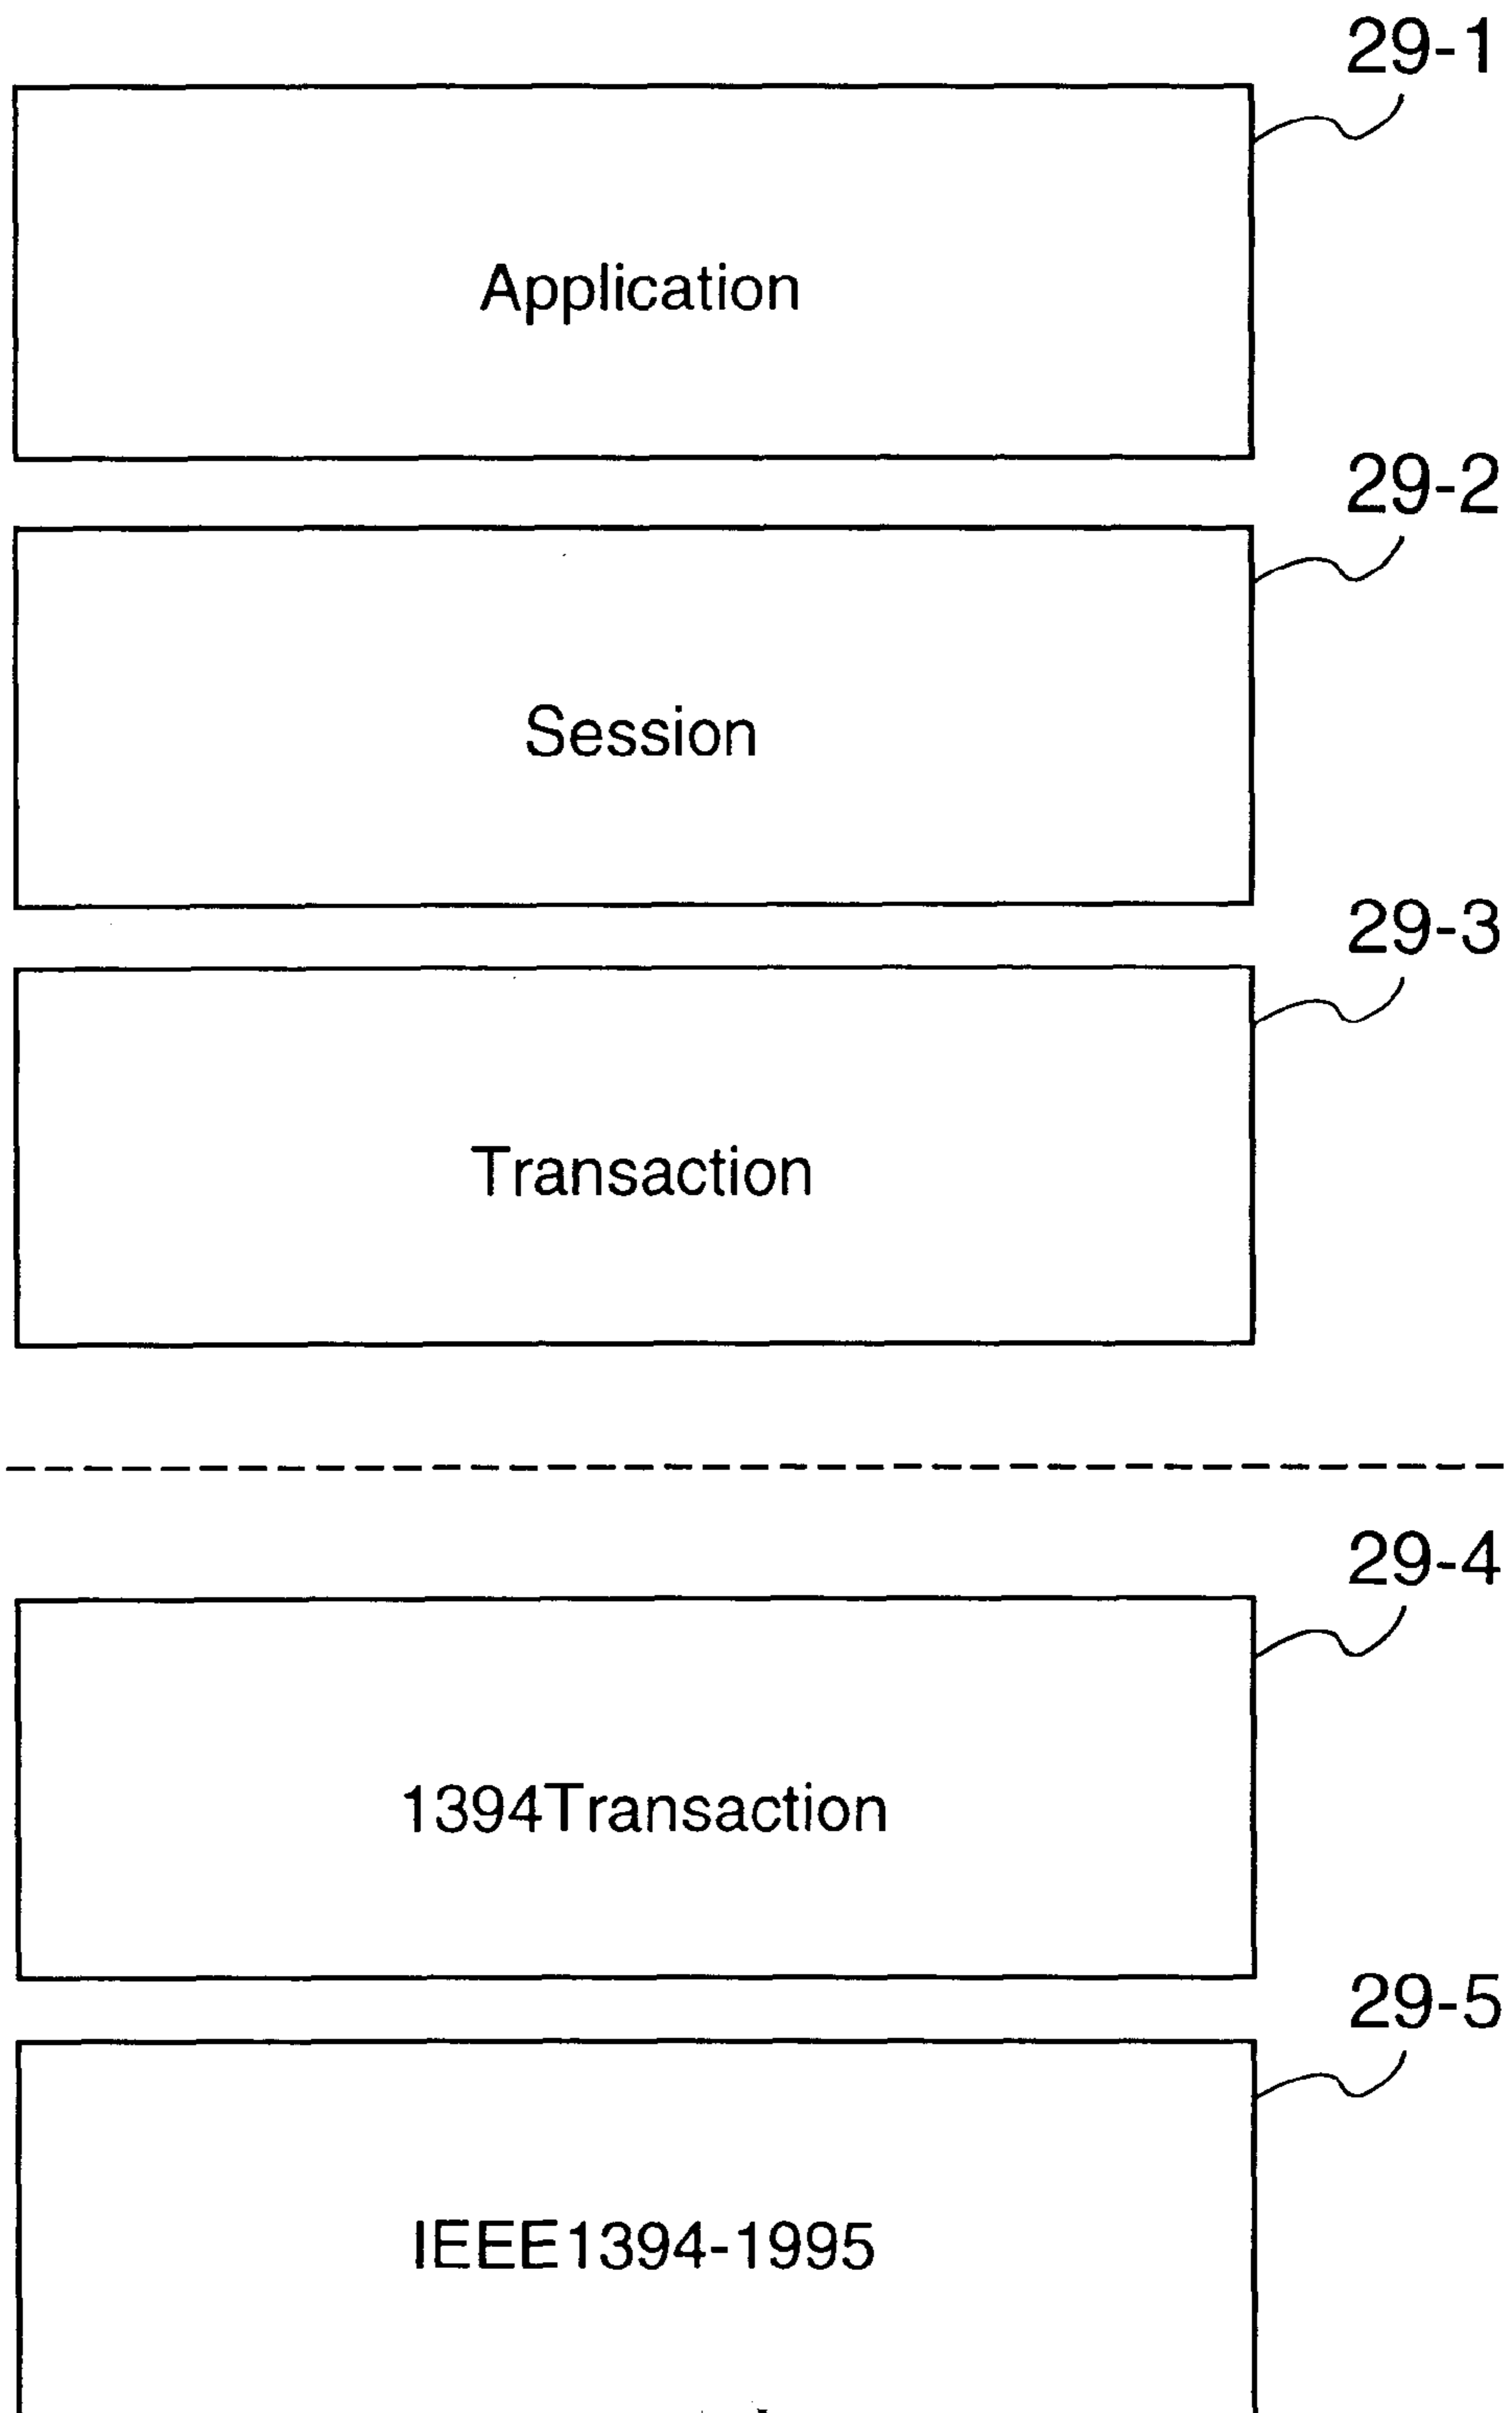 29-1
Application
29-2
Session
29-3
Transaction
29-4
1394Transaction
29-5
IEEE1394-1995